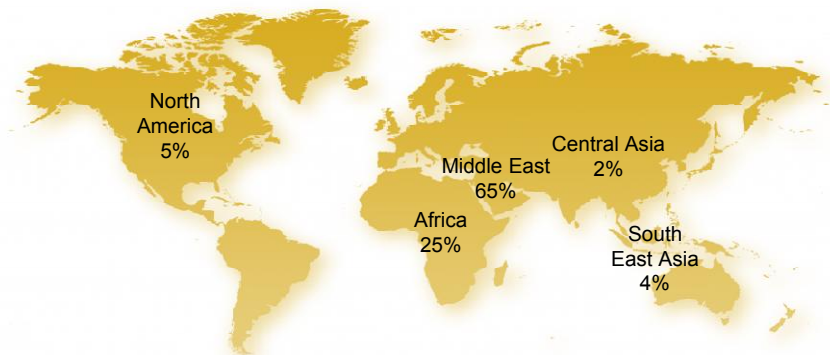 North
America
5%
Central Asia
2%
Middle East
65%
Africa
25%
South
East Asia
4%